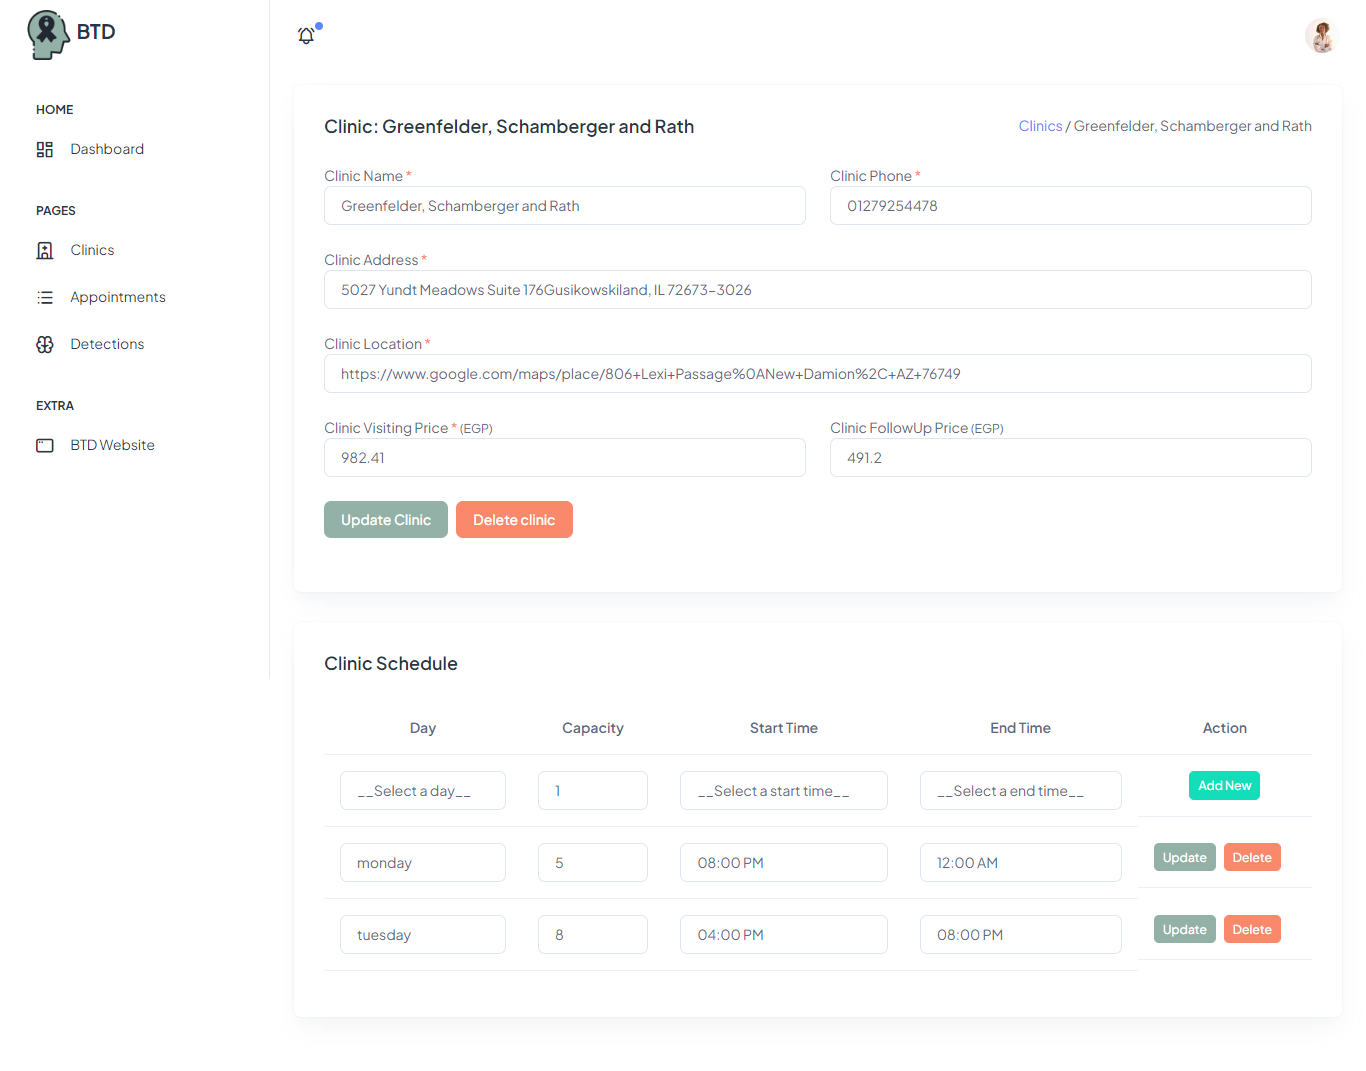 BTD
HOME
Dashboard
PAGES
Clinics
Appointments
Detections
EXTRA
BTD Website
Clinic: Greenfelder, Schamberger and Rath
Clinics / Greenfelder, Schamberger and Rath
Clinic Name * Clinic Phone *
Greenfelder, Schamberger and Rath 01279254478
Clinic Address *
5027 Yundt Meadows Suite 176Gusikowskiland, IL 72673-3026
Clinic Location *
https://www.google.com/maps/place/806+Lexi+Passage%0ANew+Damion%2C+AZ+76749
Clinic Visiting Price * (EGP) Clinic FollowUp Price (EGP)
982.41 491.2
Update Clinic Delete clinic
Clinic Schedule
Day Capacity Start Time End Time Action
__Select a day__ 1 __Select a start time__ __Select a end time__ Add New
monday 5 08:00 PM 12:00 AM Update Delete
tuesday 8 04:00 PM 08:00 PM Update Delete